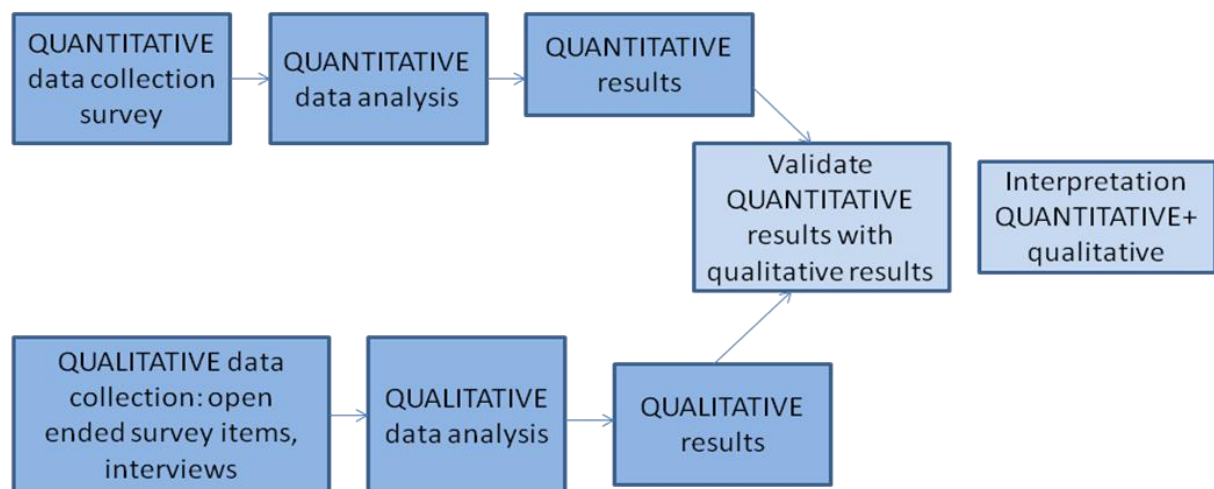 QUANTITATIVE
data collection
survey
QUANTITATIVE
data analysis
QUANTITATIVE
results
Validate
QUANTITATIVE
results with
qualitative results
Interpretation
QUANTITATIVE+
qualitative
QUALITATIVE data
collection: open
ended survey items,
interviews
QUALITATIVE
data analysis
QUALITATIVE
results